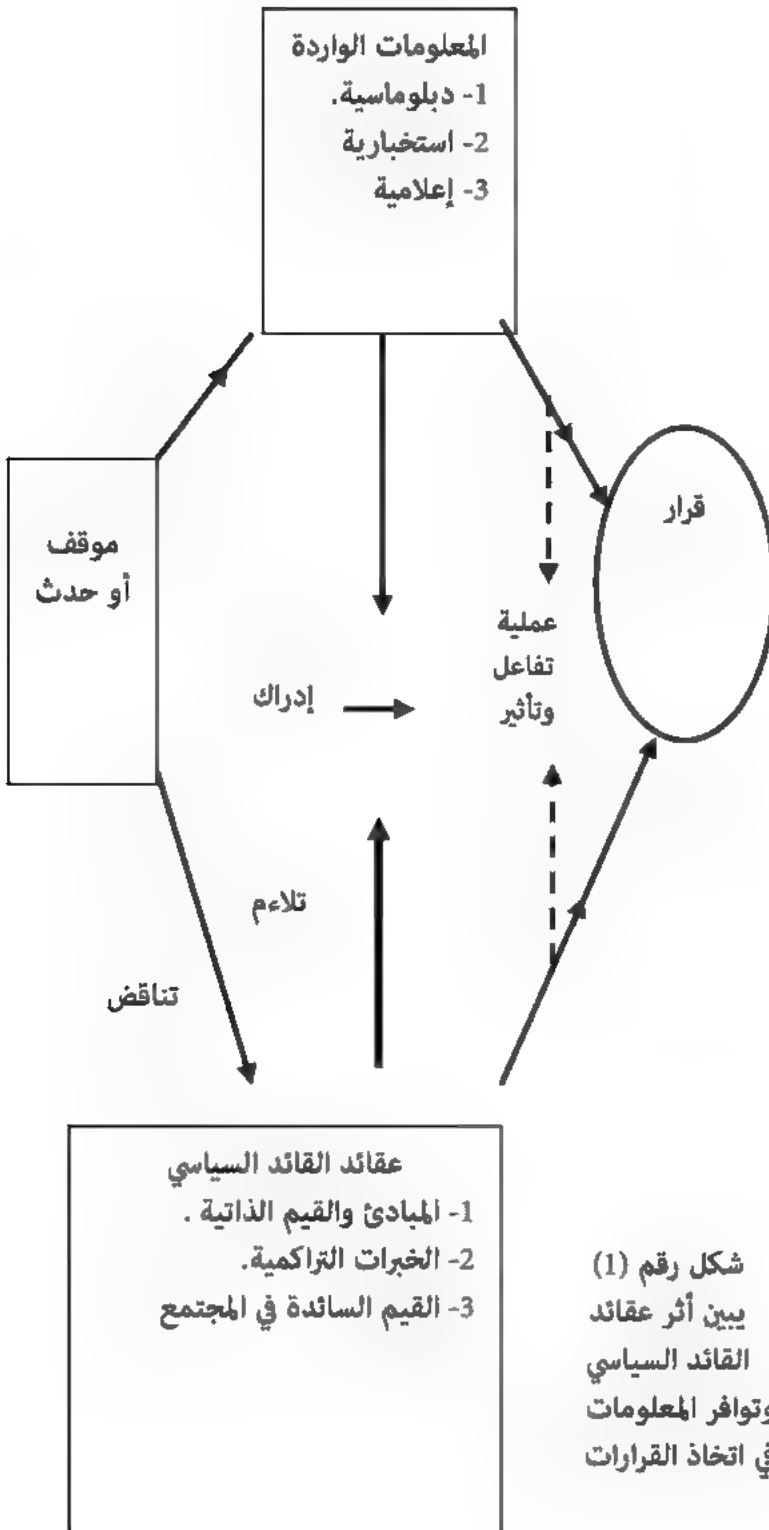 المعلومات الواردة
1- دبلوماسية.
2- استخبارية
3- إعلامية
موقف
أو حدث
قرار
عملية
تفاعل
وتأثير
إدراك
تلاءم
تناقض
عقائد القائد السياسي
1- المبادئ والقيم الذاتية .
2- الخبرات التراكمية.
3- القيم السائدة في المجتمع
شكل رقم (1)
يبين أثر عقائد
القائد السياسي
وتوافر المعلومات
في اتخاذ القرارات